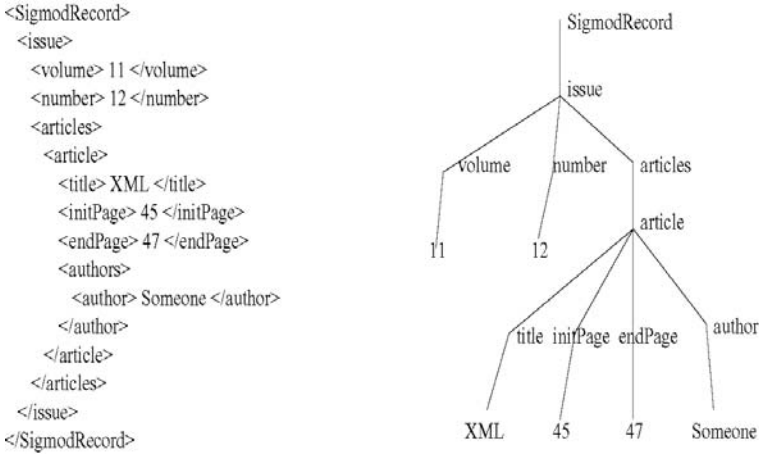 <SigmodRecord>
<issue>
<volume> 11 </volume>
<number> 12 </number>
<articles>
<article>
<title> XML </title>
<initPage> 45 </initPage>
<endPage> 47 </endPage>
<authors>
<author> Someone </author>
</author>
</article>
</articles>
</issue>
</SigmodRecord>
SigmodRecord
issue
volume number articles
11 12
article
title initPage endPage author
XML 45 47 Someone